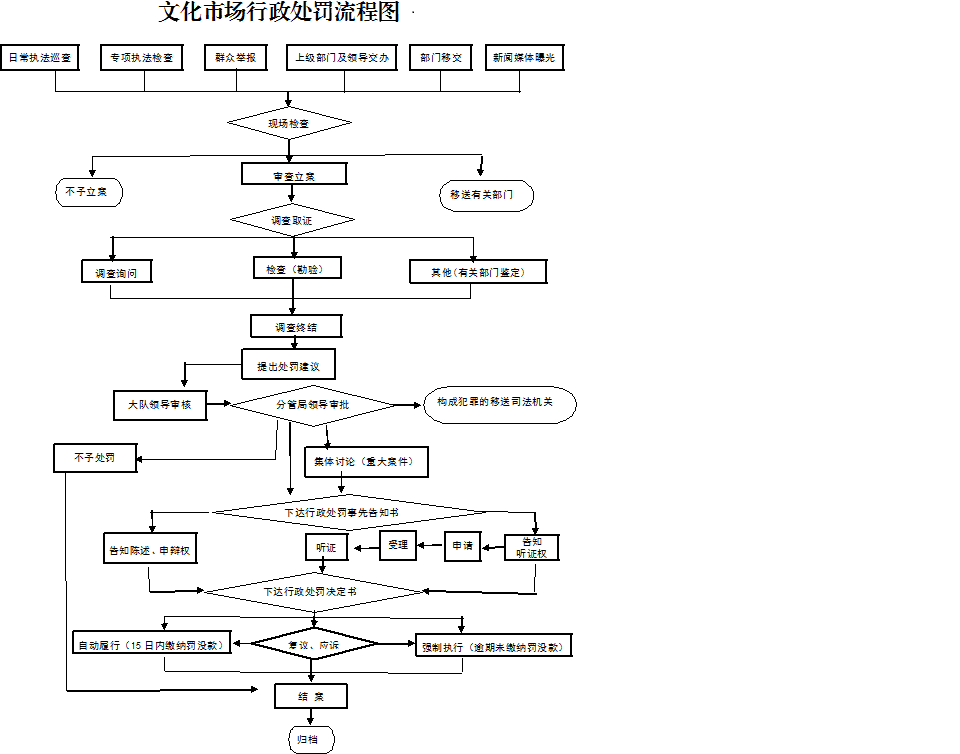 文化市场行政处罚流程图
日常执法巡查
专项执法检查
群众举报
上级部门及领导交办
部门移交
新闻媒体曝光
现场检查
不予立案
审查立案
移送有关部门
调查取证
调查询问
检查（勘验）
其他（有关部门鉴定）
调查终结
提出处罚建议
大队领导审核
分管局领导审批
构成犯罪的移送司法机关
不予处罚
集体讨论（重大案件）
下达行政处罚事先告知书
告知陈述、申辩权
听证
受理
申请
告知
听证权
下达行政处罚决定书
自动履行（15日内缴纳罚没款）
复议、应诉
强制执行（逾期未缴纳罚没款）
结 案
归档